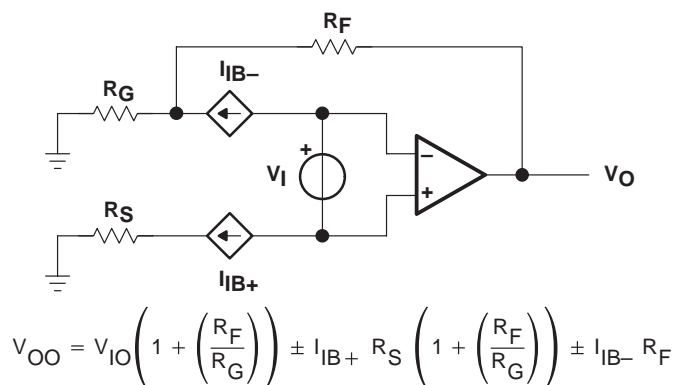 RF
IIB–
RG
+
VI
–
+
VO
RS
IIB+
VOO = VIO(1 + (RF/RG)) ± IIB+ RS (1 + (RF/RG)) ± IIB– RF